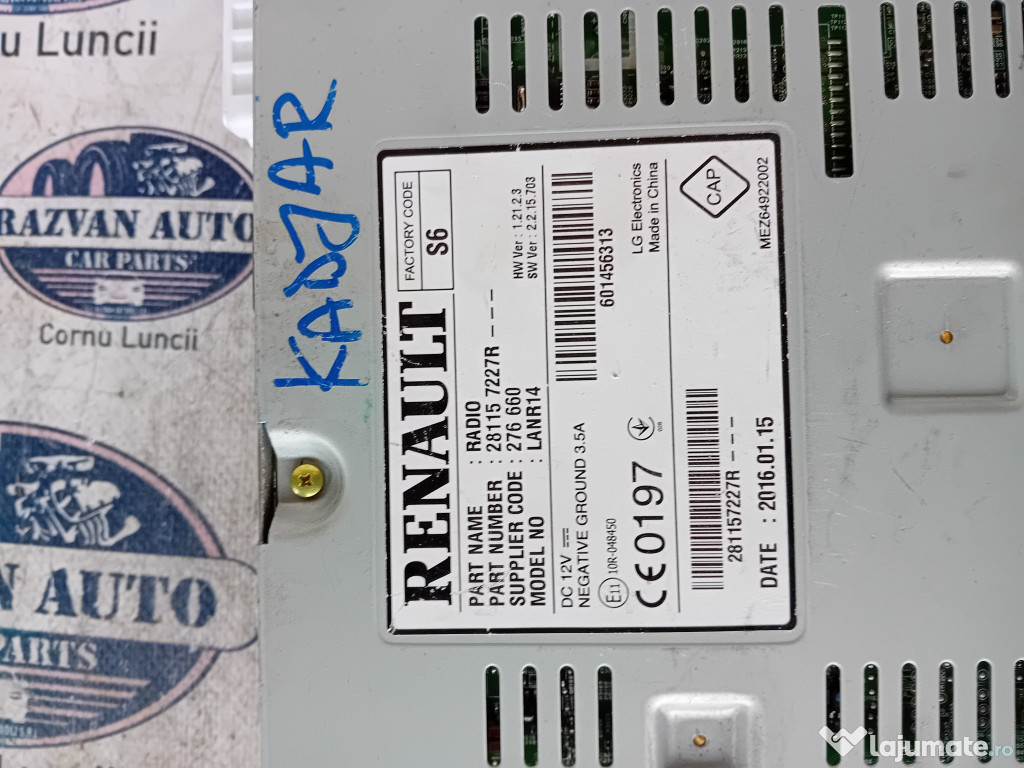 u Luncii
RAZVAN AUTO
CAR PARTS
Cornu Luncii
N AUTO
PARTS
KADJAR
RENAULT
FACTORY CODE
S6
PART NAME : RADIO
PART NUMBER : 28115 7227R - - -
SUPPLIER CODE : 276 660
MODEL NO : LANR14
HW Ver : 1.21.2.3
SW Ver : 2.2.15.703
DC 12V
NEGATIVE GROUND 3.5A
E11 10R-048450
CE0197
6014563​13
LG Electronics
Made in China
CAP
281157227R - - -
DATE : 2016.01.15
MEZ64922002
lajumate.ro